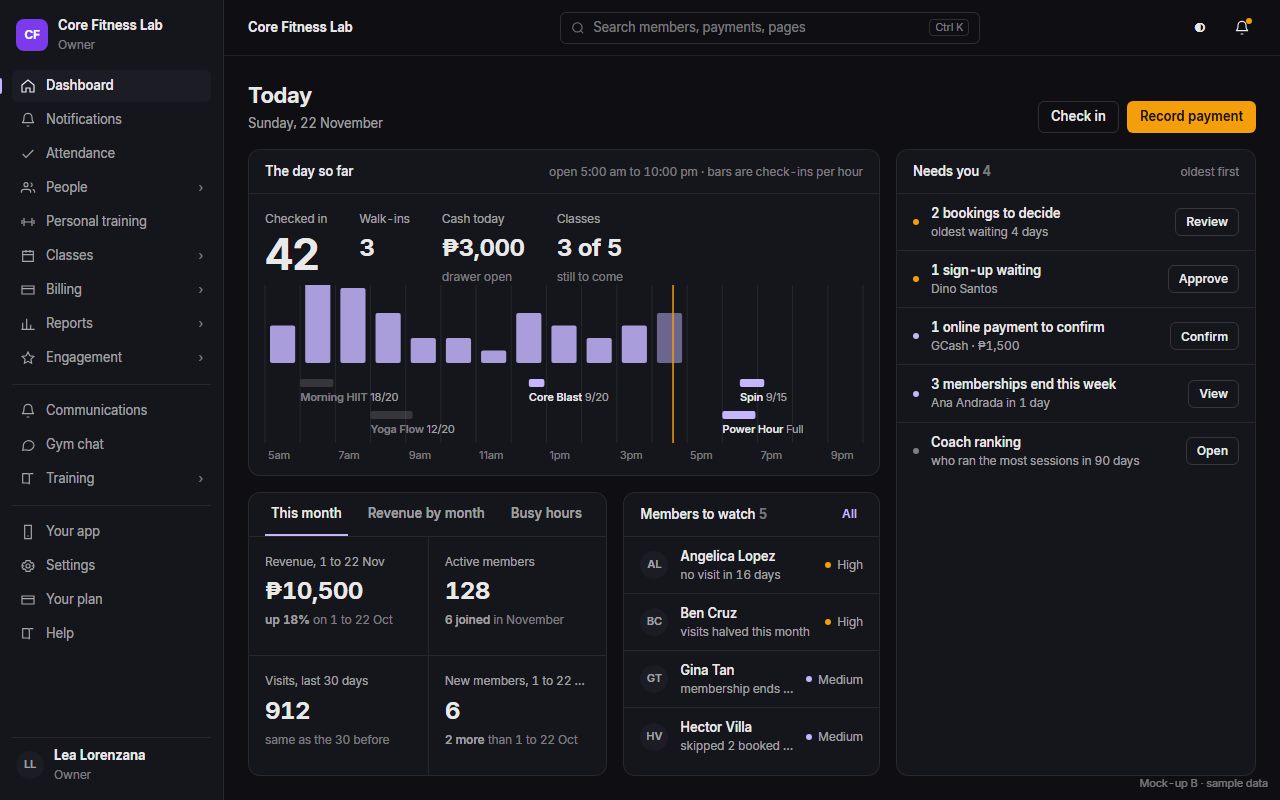 CF
Core Fitness Lab
Owner
Dashboard
Notifications
Attendance
People
Personal training
Classes
Billing
Reports
Engagement
Communications
Gym chat
Training
Your app
Settings
Your plan
Help
LL
Lea Lorenzana
Owner
Core Fitness Lab
Search members, payments, pages
Ctrl K
Today
Sunday, 22 November
Check in
Record payment
The day so far
open 5:00 am to 10:00 pm · bars are check-ins per hour
Checked in
42
Walk-ins
3
Cash today
₱3,000
drawer open
Classes
3 of 5
still to come
Morning HIIT 18/20
Core Blast 9/20
Spin 9/15
Yoga Flow 12/20
Power Hour Full
5am 7am 9am 11am 1pm 3pm 5pm 7pm 9pm
Needs you 4
oldest first
2 bookings to decide
oldest waiting 4 days
Review
1 sign-up waiting
Dino Santos
Approve
1 online payment to confirm
GCash · ₱1,500
Confirm
3 memberships end this week
Ana Andrada in 1 day
View
Coach ranking
who ran the most sessions in 90 days
Open
This month Revenue by month Busy hours
Revenue, 1 to 22 Nov
₱10,500
up 18% on 1 to 22 Oct
Active members
128
6 joined in November
Visits, last 30 days
912
same as the 30 before
New members, 1 to 22 ...
6
2 more than 1 to 22 Oct
Members to watch 5
All
AL
Angelica Lopez
no visit in 16 days
High
BC
Ben Cruz
visits halved this month
High
GT
Gina Tan
membership ends ...
Medium
HV
Hector Villa
skipped 2 booked ...
Medium
Mock-up B · sample data